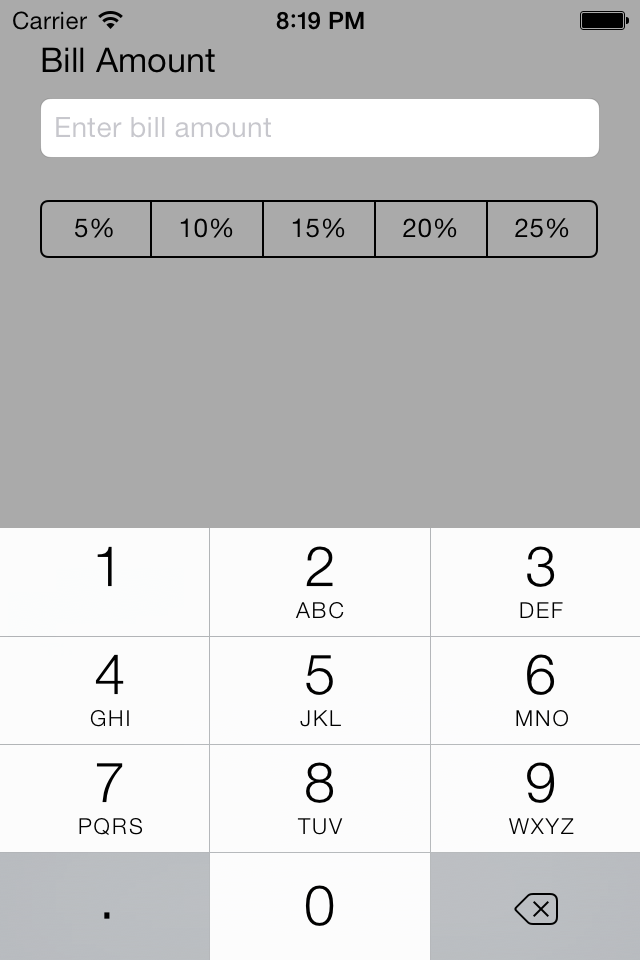 Carrier 8:19 PM
Bill Amount
Enter bill amount
5% 10% 15% 20% 25%
1 2 3
ABC DEF
4 5 6
GHI JKL MNO
7 8 9
PQRS TUV WXYZ
. 0